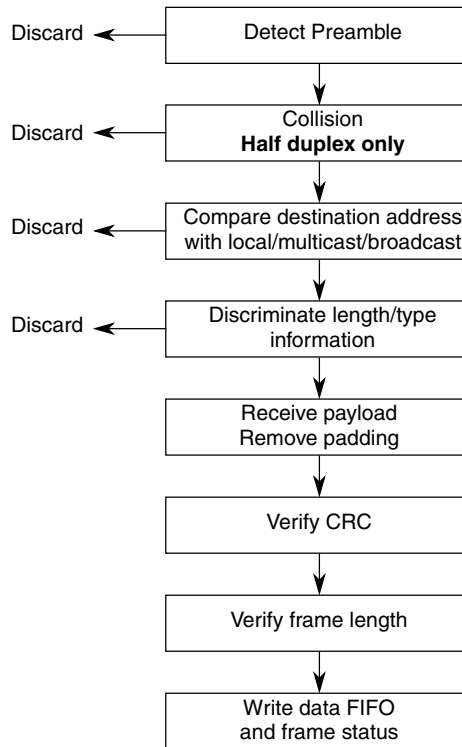 Discard
Detect Preamble
Discard
Collision
Half duplex only
Discard
Compare destination address
with local/multicast/broadcast
Discard
Discriminate length/type
information
Receive payload
Remove padding
Verify CRC
Verify frame length
Write data FIFO
and frame status